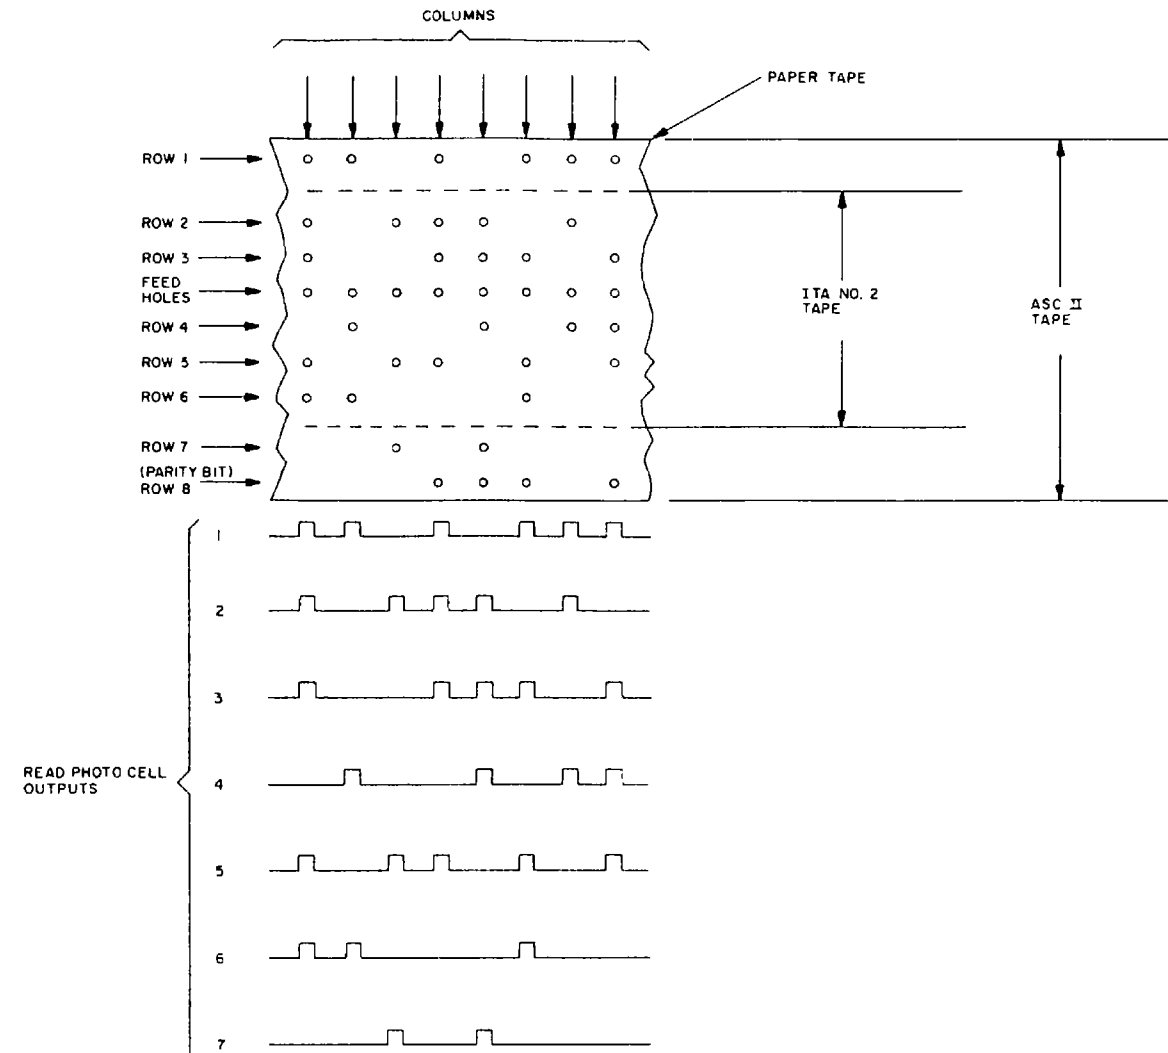 COLUMNS
PAPER TAPE
ROW 1
ROW 2
ROW 3
FEED
HOLES
ROW 4
ROW 5
ROW 6
ROW 7
(PARITY BIT)
ROW 8
ITA NO. 2
TAPE
ASC II
TAPE
READ PHOTO CELL
OUTPUTS
1
2
3
4
5
6
7